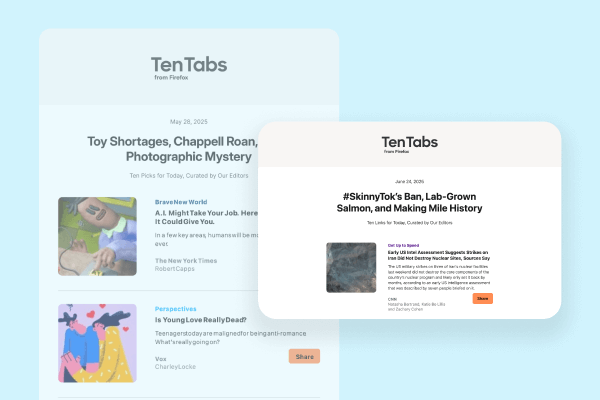 TenTabs
from Firefox
May 28, 2025
Toy Shortages, Chappell Roan,
Photographic Mystery
Ten Picks for Today, Curated by Our Editors
Brave New World
A.I. Might Take Your Job. Here
It Could Give You.
In a few key areas, humans will be
ever.
The New York Times
Robert Capps
Perspectives
Is Young Love Really Dead?
Teenagers today are maligned for being anti-romance
What's really going on?
Vox
Charley Locke
Share
TenTabs
from Firefox
June 24, 2025
#SkinnyTok's Ban, Lab-Grown
Salmon, and Making Mile History
Ten Links for Today, Curated by Our Editors
Get Up to Speed
Early US Intel Assessment Suggests Strikes on
Iran Did Not Destroy Nuclear Sites, Sources Say
The US military strikes on three of Iran's nuclear facilities
last weekend did not destroy the core components of the
country's nuclear program and likely only set it back by
months, according to an early US intelligence assessment
that was described by seven people briefed on it.
CNN
Natasha Bertrand, Katie Bo Lillis
and Zachary Cohen
Share